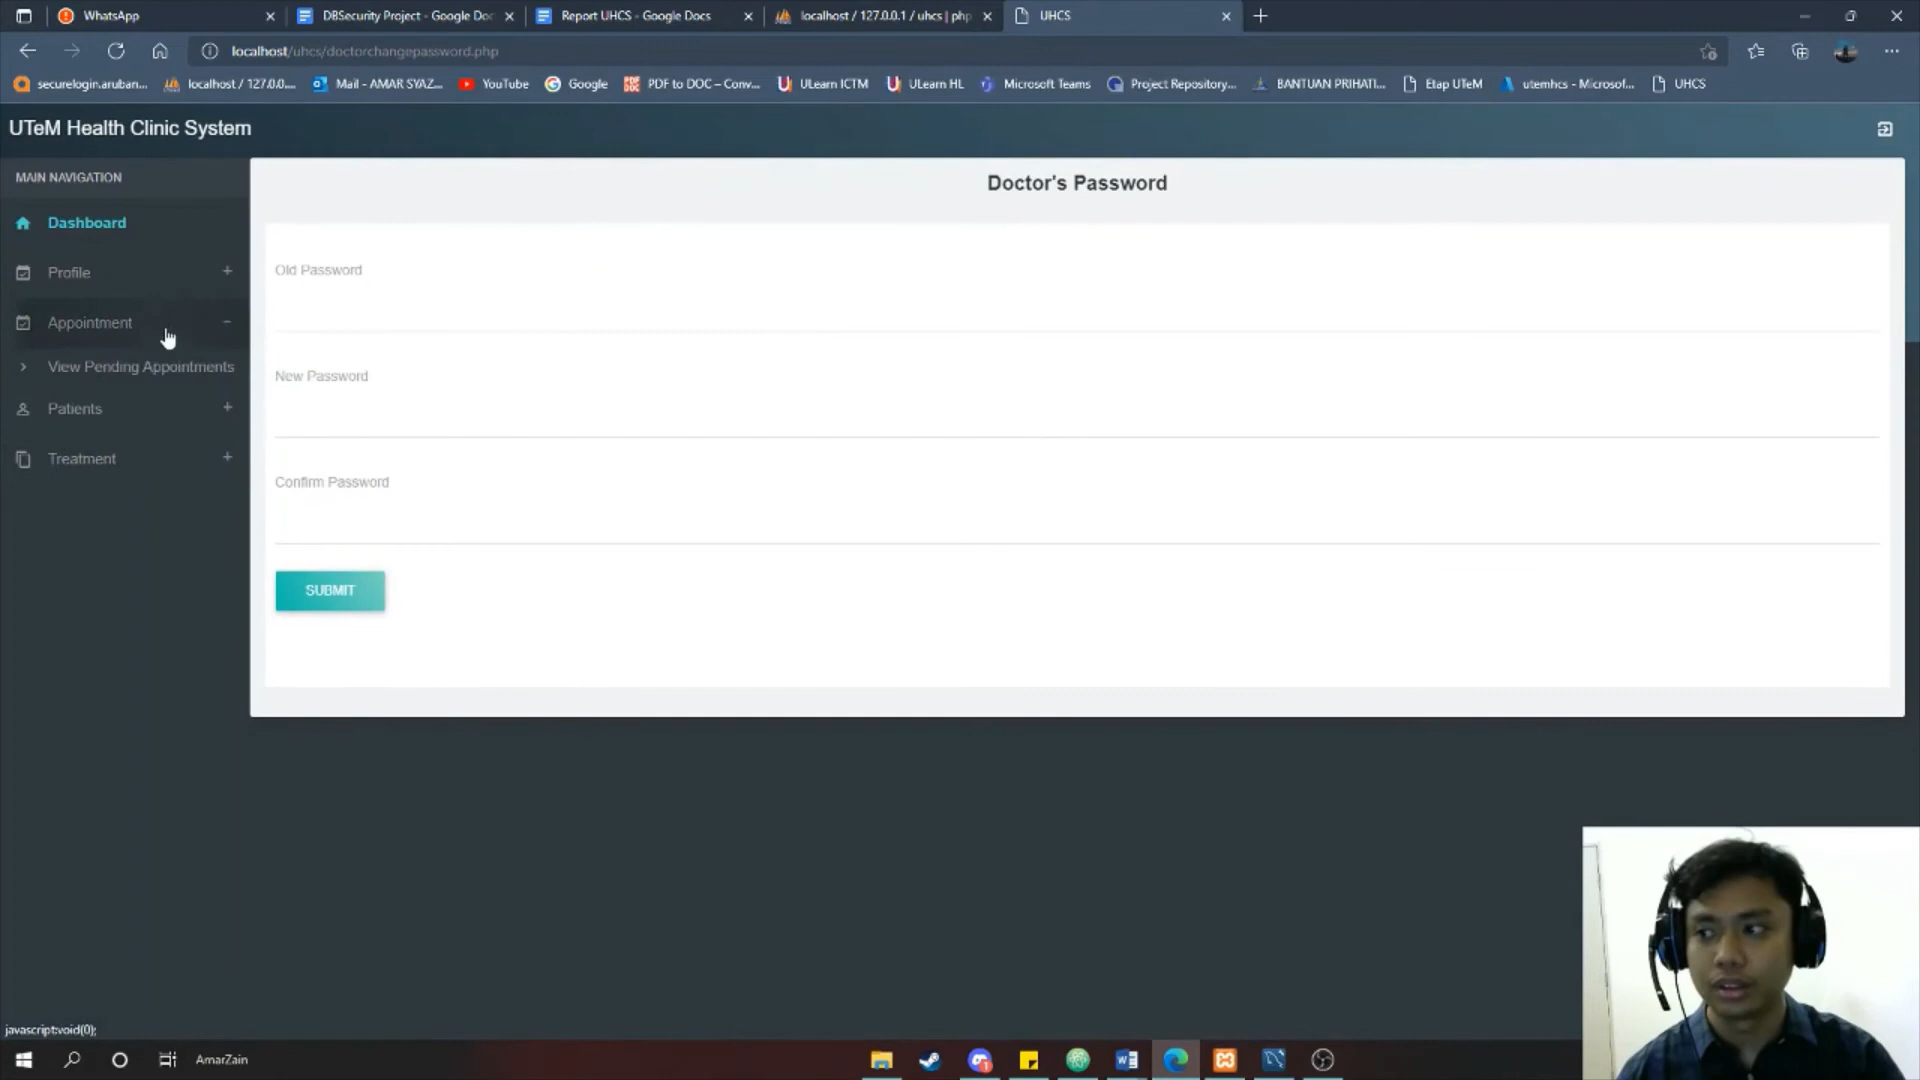 WhatsApp
DBSecurity Project - Google Doc
Report UHCS - Google Docs
localhost / 127.0.0.1 / uhcs | php
UHCS
localhost/uhcs/doctorchangepassword.php
securelogin.aruban...
localhost / 127.0.0....
Mail - AMAR SYAZ...
YouTube
Google
PDF to DOC – Conv...
ULearn ICTM
ULearn HL
Microsoft Teams
Project Repository...
BANTUAN PRIHATI...
Etap UTeM
utemhcs - Microsof...
UHCS
UTeM Health Clinic System
MAIN NAVIGATION
Dashboard
Profile +
Appointment -
View Pending Appointments
Patients +
Treatment +
Doctor's Password
Old Password
New Password
Confirm Password
SUBMIT
javascript:void(0);
AmarZain